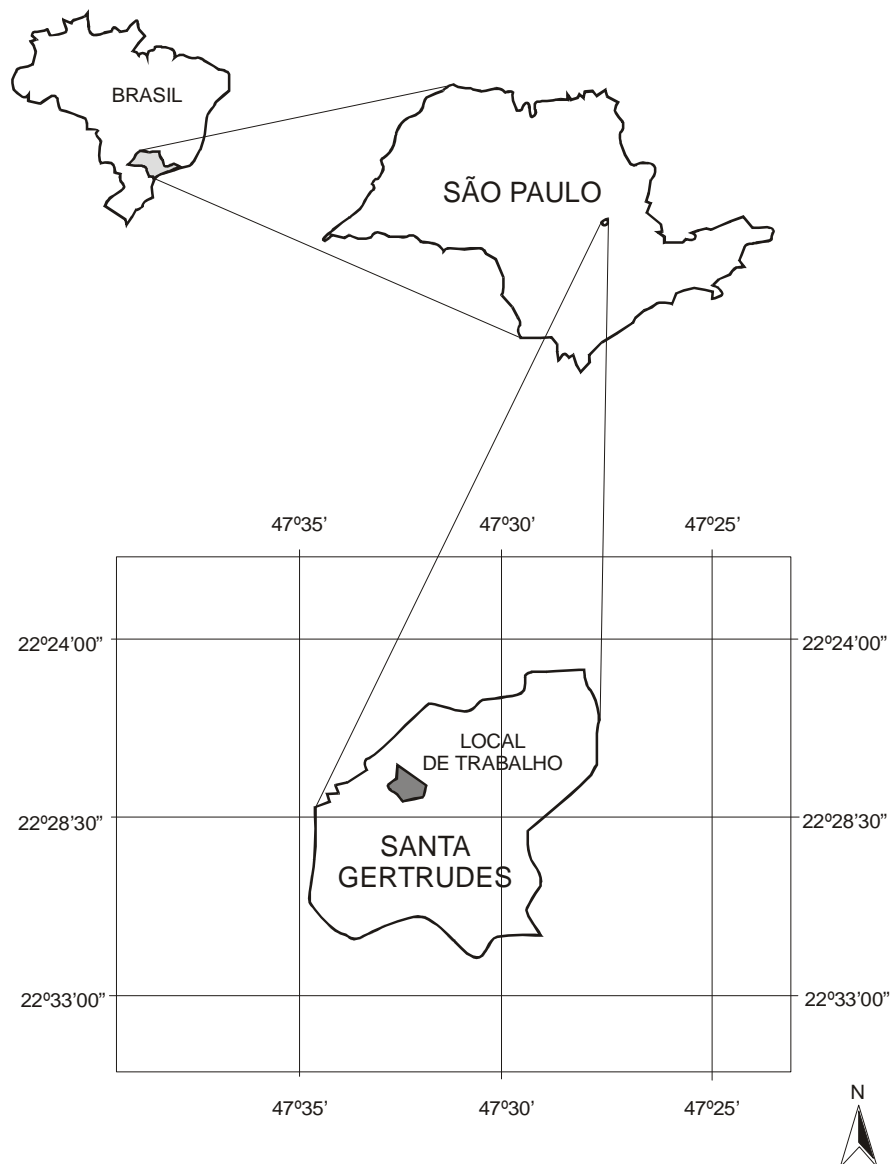 BRASIL
SÃO PAULO
47º35’ 47º30’ 47º25’
22º24’00” 22º24’00”
LOCAL
DE TRABALHO
22º28’30” 22º28’30”
SANTA
GERTRUDES
22º33’00” 22º33’00”
47º35’ 47º30’ 47º25’
N